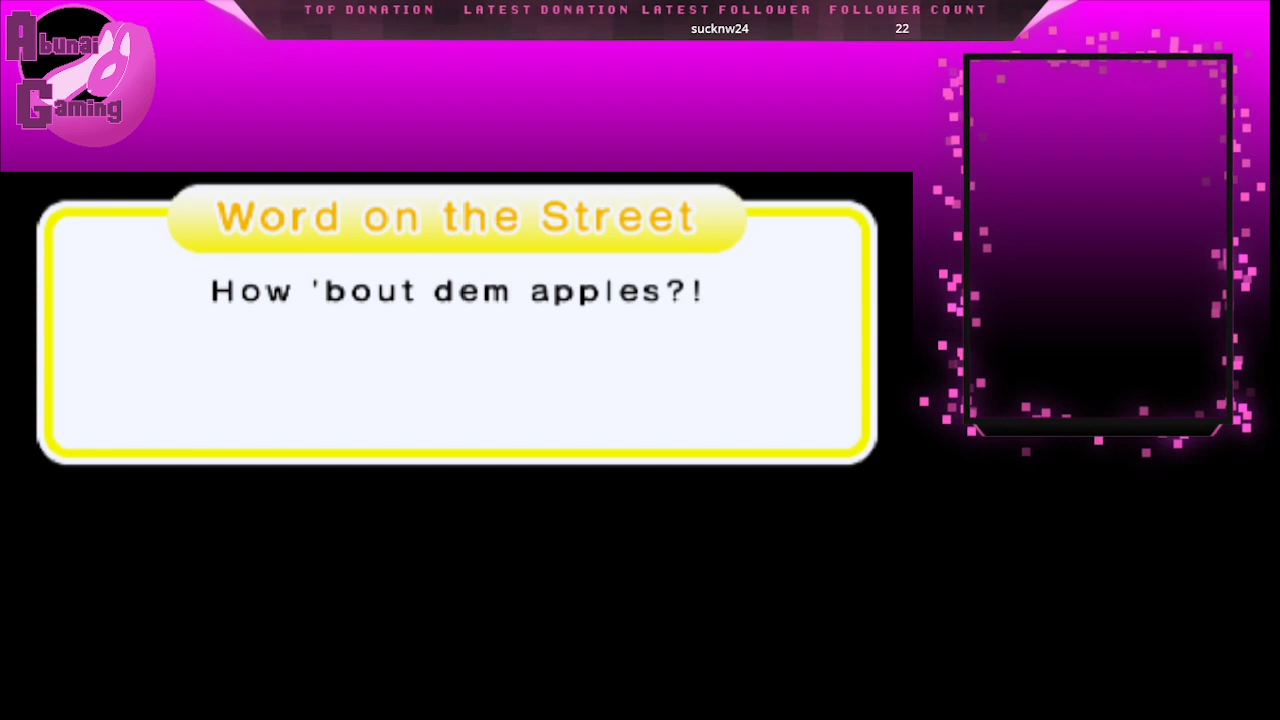 TOP DONATION LATEST DONATION LATEST FOLLOWER FOLLOWER COUNT
sucknw24 22
Abunai
Gaming
Word on the Street
How 'bout dem apples?!